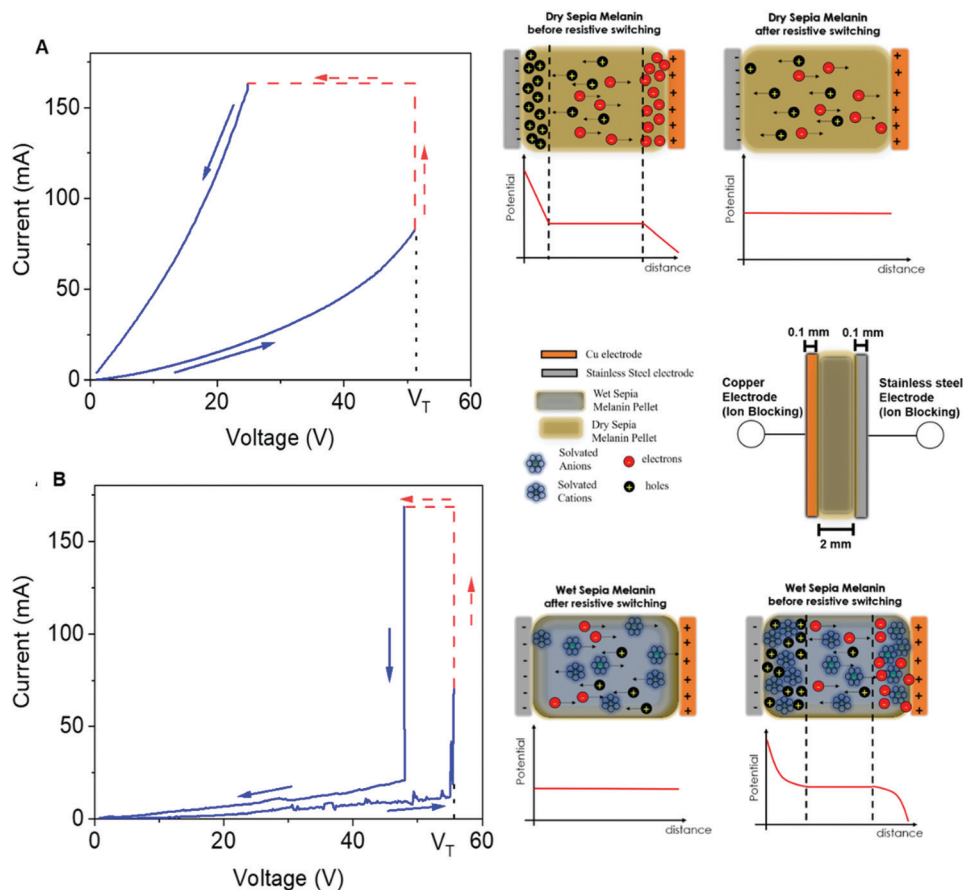 A
Current (mA)
150
100
50
0
0
20
40
V_T
60
Voltage (V)
Dry Sepia Melanin
before resistive switching
Potential
distance
Dry Sepia Melanin
after resistive switching
Potential
distance
Cu electrode
Stainless Steel electrode
Wet Sepia
Melanin Pellet
Dry Sepia
Melanin Pellet
Solvated
Anions
electrons
Solvated
Cations
holes
0.1 mm
0.1 mm
Copper
Electrode
(Ion Blocking)
Stainless steel
Electrode
(Ion Blocking)
2 mm
B
Current (mA)
150
100
50
0
0
20
40
V_T
60
Voltage (V)
Wet Sepia Melanin
after resistive switching
Potential
distance
Wet Sepia Melanin
before resistive switching
Potential
distance